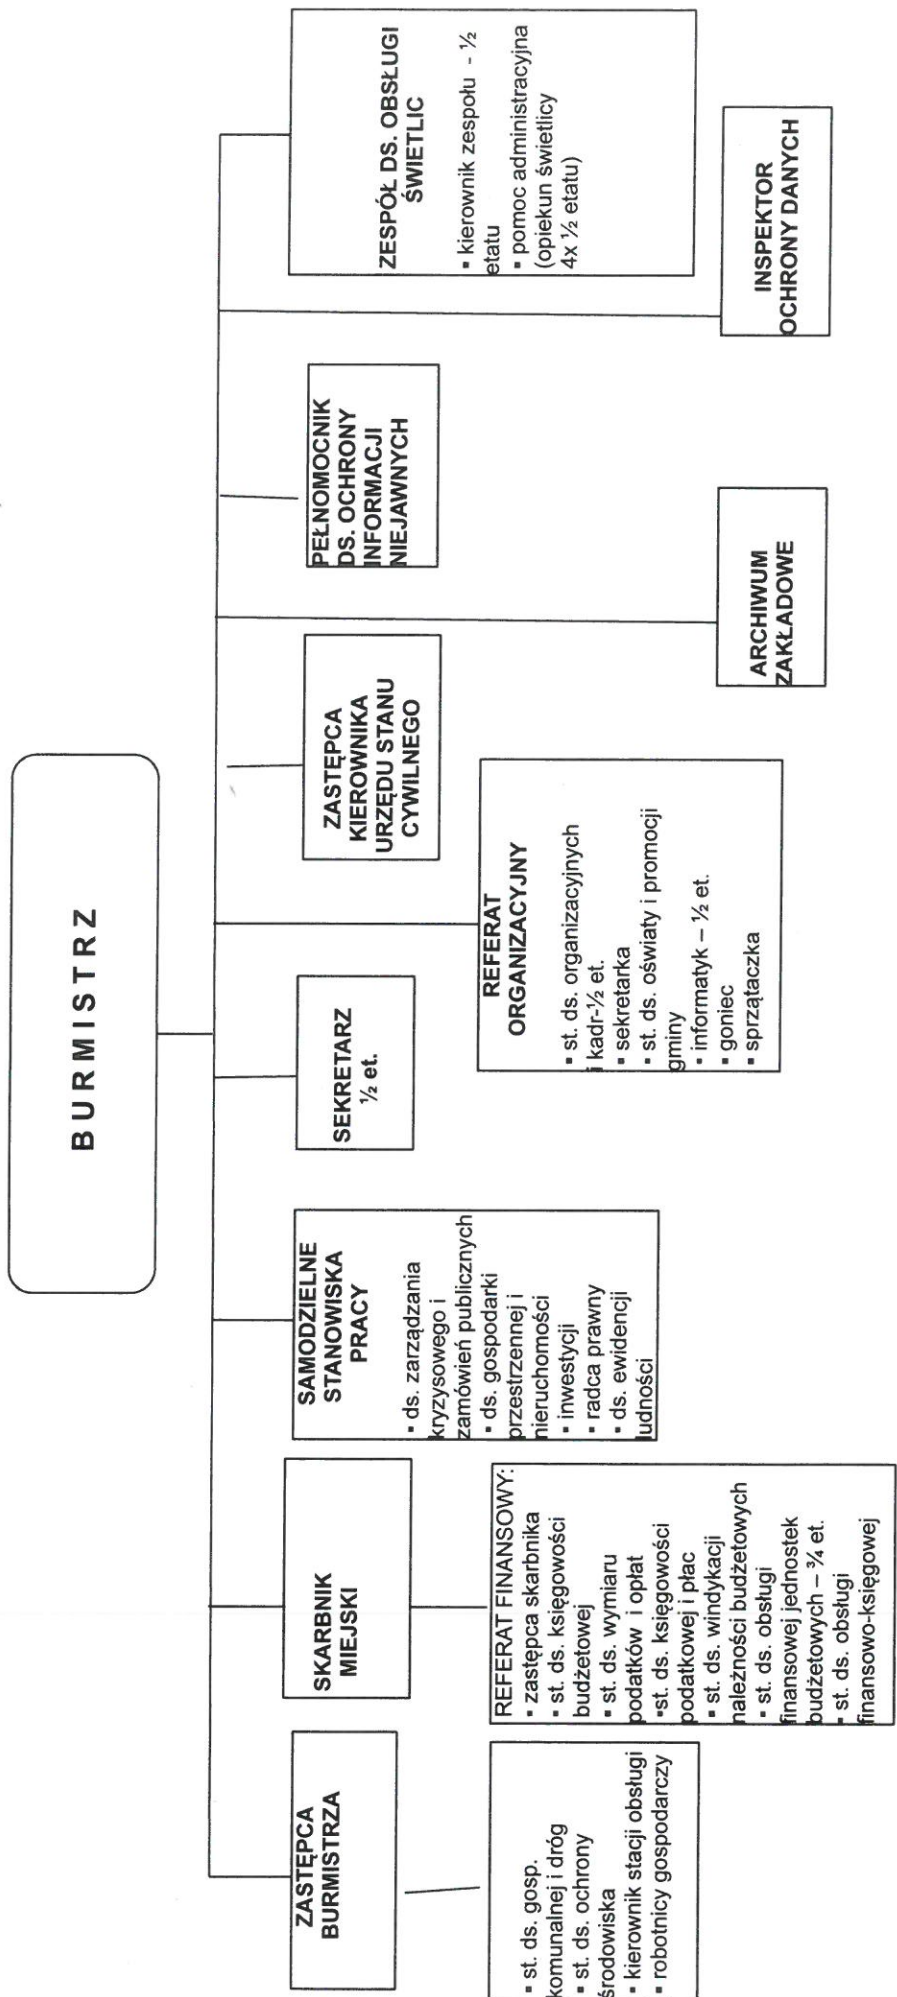 BURMISTRZ
ZASTĘPCA
BURMISTRZA
▪ st. ds. gosp.
komunalnej i dróg
▪ st. ds. ochrony
środowiska
▪ kierownik stacji obsługi
▪ robotnicy gospodarczy
SKARBNIK
MIEJSKI
REFERAT FINANSOWY:
▪ zastępca skarbnika
▪ st. ds. księgowości
budżetowej
▪ st. ds. wymiaru
podatków i opłat
▪st. ds. księgowości
podatkowej i płac
▪ st. ds. windykacji
należności budżetowych
▪ st. ds. obsługi
finansowej jednostek
budżetowych – ¾ et.
▪ st. ds. obsługi
finansowo-księgowej
SAMODZIELNE
STANOWISKA
PRACY
▪ ds. zarządzania
kryzysowego i
zamówień publicznych
▪ ds. gospodarki
przestrzennej i
nieruchomości
▪ inwestycji
▪ radca prawny
▪ ds. ewidencji
ludności
SEKRETARZ
½ et.
REFERAT
ORGANIZACYJNY
▪ st. ds. organizacyjnych
i kadr-½ et.
▪ sekretarka
▪ st. ds. oświaty i promocji
gminy
▪ informatyk – ½ et.
▪ goniec
▪ sprzątaczka
ZASTĘPCA
KIEROWNIKA
URZĘDU STANU
CYWILNEGO
ARCHIWUM
ZAKŁADOWE
PEŁNOMOCNIK
DS. OCHRONY
INFORMACJI
NIEJAWNYCH
INSPEKTOR
OCHRONY DANYCH
ZESPÓŁ DS. OBSŁUGI
ŚWIETLIC
▪ kierownik zespołu - ½
etatu
▪ pomoc administracyjna
(opiekun świetlicy
4x ½ etatu)